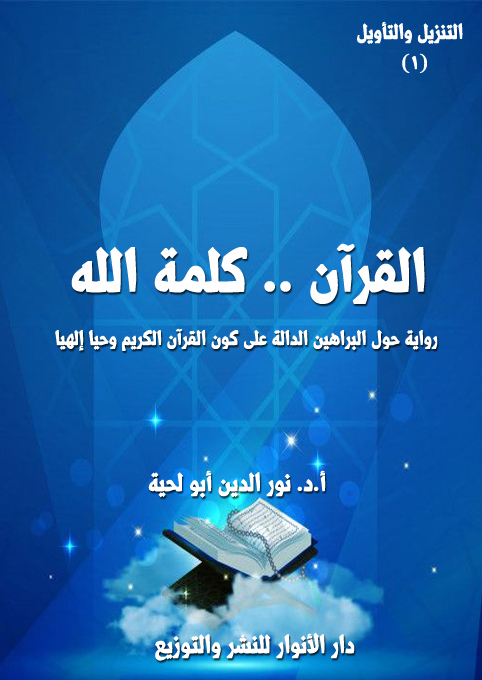 التنزيل والتأويل
(١)
القرآن .. كلمة الله
رواية حول البراهين الدالة على كون القرآن الكريم وحيا إلهيا
أ.د. نور الدين أبو لحية
دار الأنوار للنشر والتوزيع